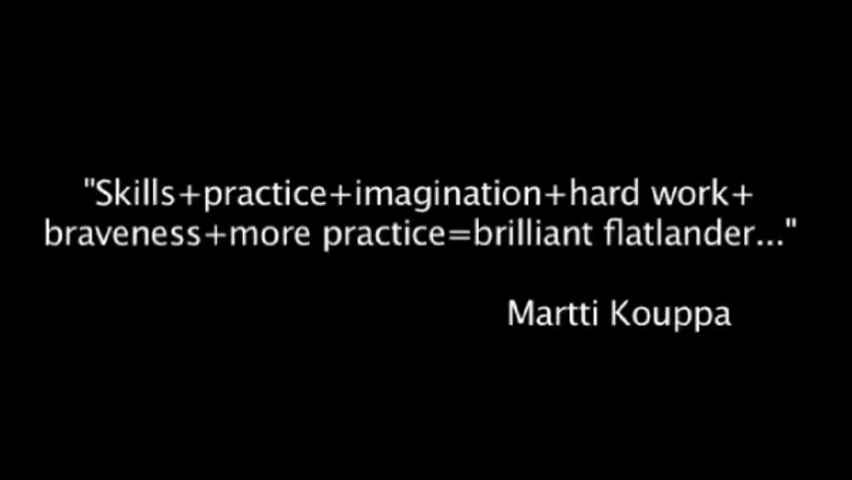 "Skills+practice+imagination+hard work+
braveness+more practice=brilliant flatlander..."
Martti Kouppa